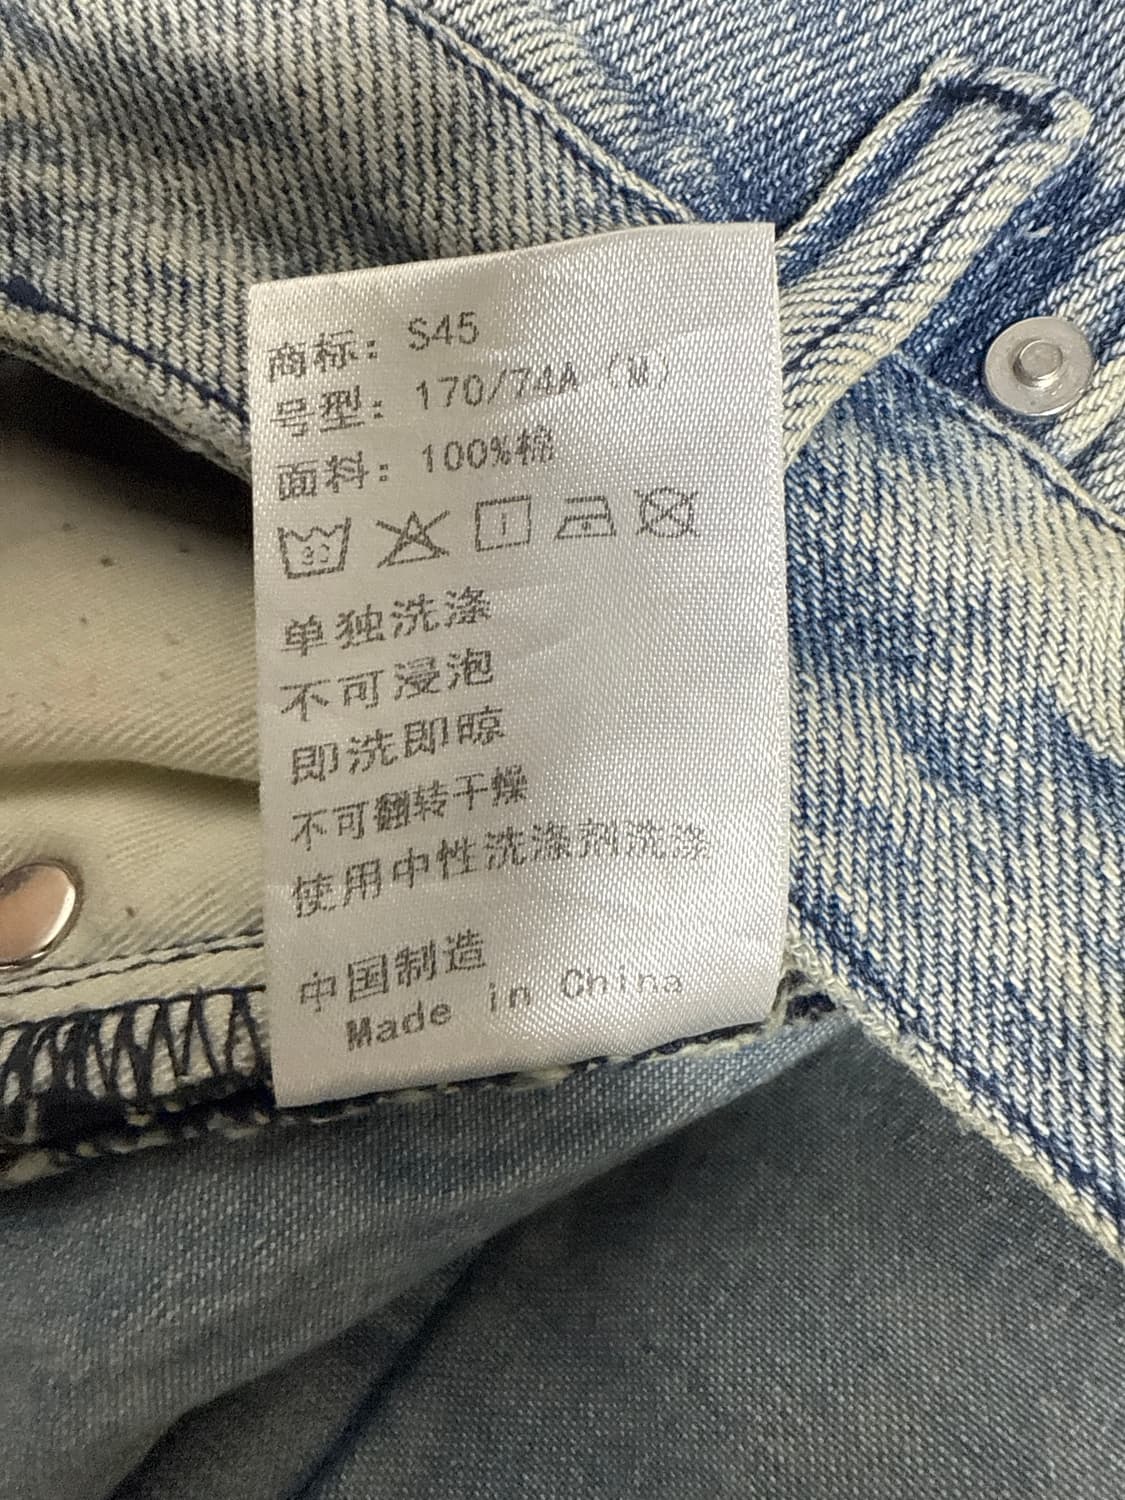 商标：S45
号型：170/74A（M）
面料：100%棉
30
单独洗涤
不可浸泡
即洗即晾
不可翻转干燥
使用中性洗涤剂洗涤
中国制造
Made in China